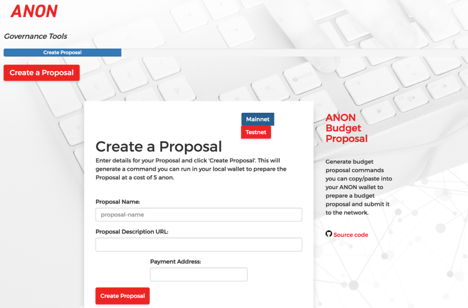 ANON
Governance Tools
Create Proposal
Create a Proposal
Mainnet
Testnet
Create a Proposal
Enter details for your Proposal and click 'Create Proposal'. This will
generate a command you can run in your local wallet to prepare the
Proposal at a cost of 5 anon.
Proposal Name:
proposal-name
Proposal Description URL:
Payment Address:
Create Proposal
ANON
Budget
Proposal
Generate budget
proposal commands
you can copy/paste into
your ANON wallet to
prepare a budget
proposal and submit it
to the network.
Source code